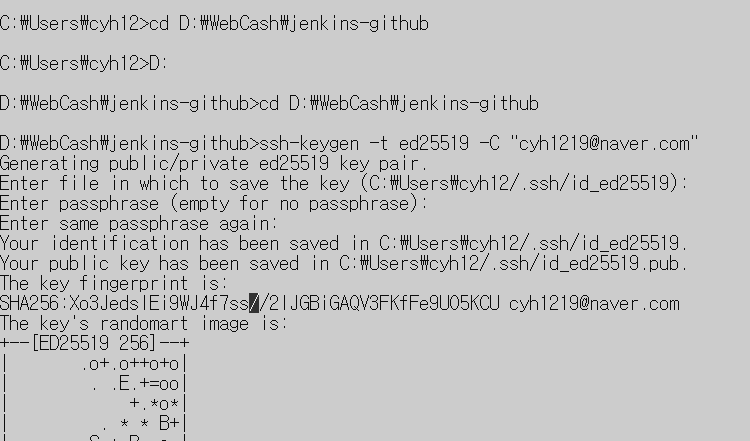 C:₩Users₩cyh12>cd D:₩WebCash₩jenkins-github
C:₩Users₩cyh12>D:
D:₩WebCash₩jenkins-github>cd D:₩WebCash₩jenkins-github
D:₩WebCash₩jenkins-github>ssh-keygen -t ed25519 -C "cyh1219@naver.com"
Generating public/private ed25519 key pair.
Enter file in which to save the key (C:₩Users₩cyh12/.ssh/id_ed25519):
Enter passphrase (empty for no passphrase):
Enter same passphrase again:
Your identification has been saved in C:₩Users₩cyh12/.ssh/id_ed25519.
Your public key has been saved in C:₩Users₩cyh12/.ssh/id_ed25519.pub.
The key fingerprint is:
SHA256:Xo3JedsIEi9WJ4f7ss//2IJGBiGAQV3FKfFe9UO5KCU cyh1219@naver.com
The key's randomart image is:
+--[ED25519 256]--+
|       .o+.o++o+o|
|        . .E.+=oo|
|            +.*o*|
|         . * * B+|